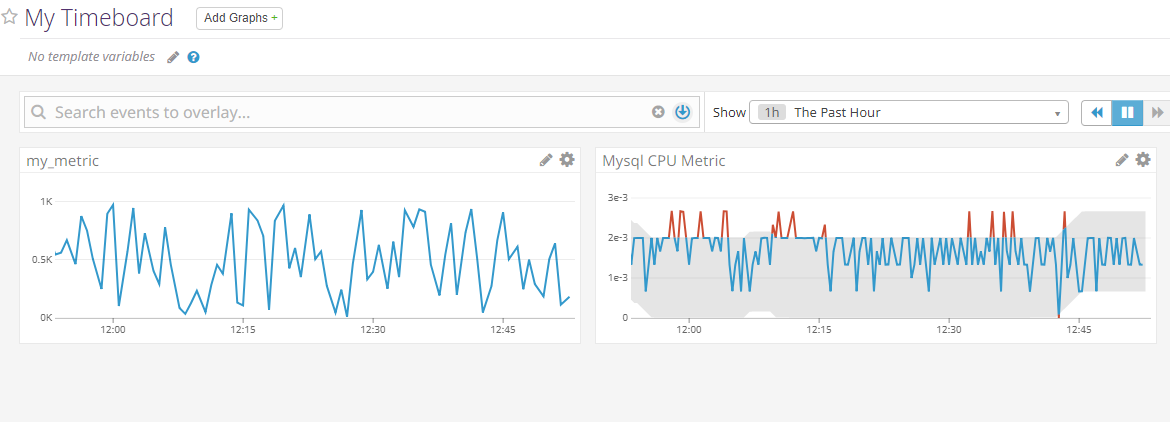 My Timeboard Add Graphs +
No template variables ?
Search events to overlay... Show 1h The Past Hour
my_metric
1K
0.5K
0K
12:00 12:15 12:30 12:45
Mysql CPU Metric
3e-3
2e-3
1e-3
0
12:00 12:15 12:30 12:45